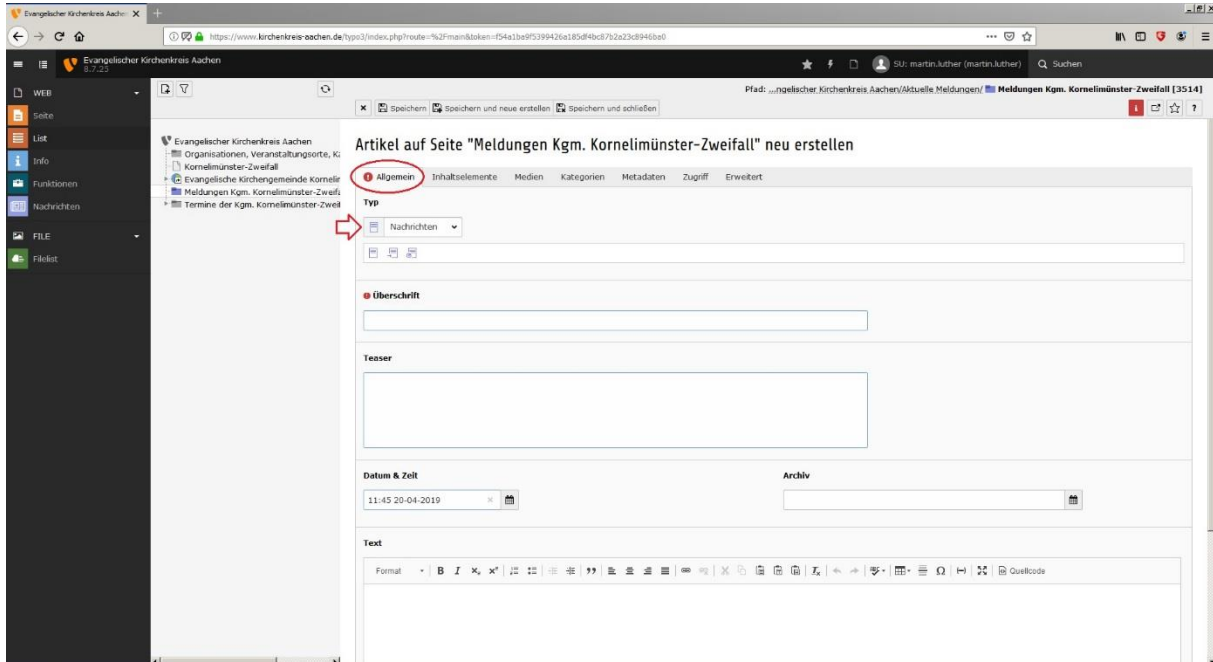 Evangelischer Kirchenkreis Aachen
https://www.kirchenkreis-aachen.de/typo3/index.php?route=%2Fmain&token=f54a1ba9f5399426a185df4bc87b2a23c8946ba0
Evangelischer Kirchenkreis Aachen
8.7.25
SU: martin.luther (martin.luther)
Suchen
WEB
Seite
List
Info
Funktionen
Nachrichten
FILE
Filelist
Evangelischer Kirchenkreis Aachen
Organisationen, Veranstaltungsorte, Ka
Kornelimünster-Zweifall
Evangelische Kirchengemeinde Kornelir
Meldungen Kgm. Kornelimünster-Zweifa
Termine der Kgm. Kornelimünster-Zweif
Pfad: ...ngelischer Kirchenkreis Aachen/Aktuelle Meldungen/ Meldungen Kgm. Kornelimünster-Zweifall [3514]
Speichern Speichern und neue erstellen Speichern und schließen
Artikel auf Seite "Meldungen Kgm. Kornelimünster-Zweifall" neu erstellen
Allgemein Inhaltselemente Medien Kategorien Metadaten Zugriff Erweitert
Typ
Nachrichten
Überschrift
Teaser
Datum & Zeit Archiv
11:45 20-04-2019
Text
Format B I Quellcode